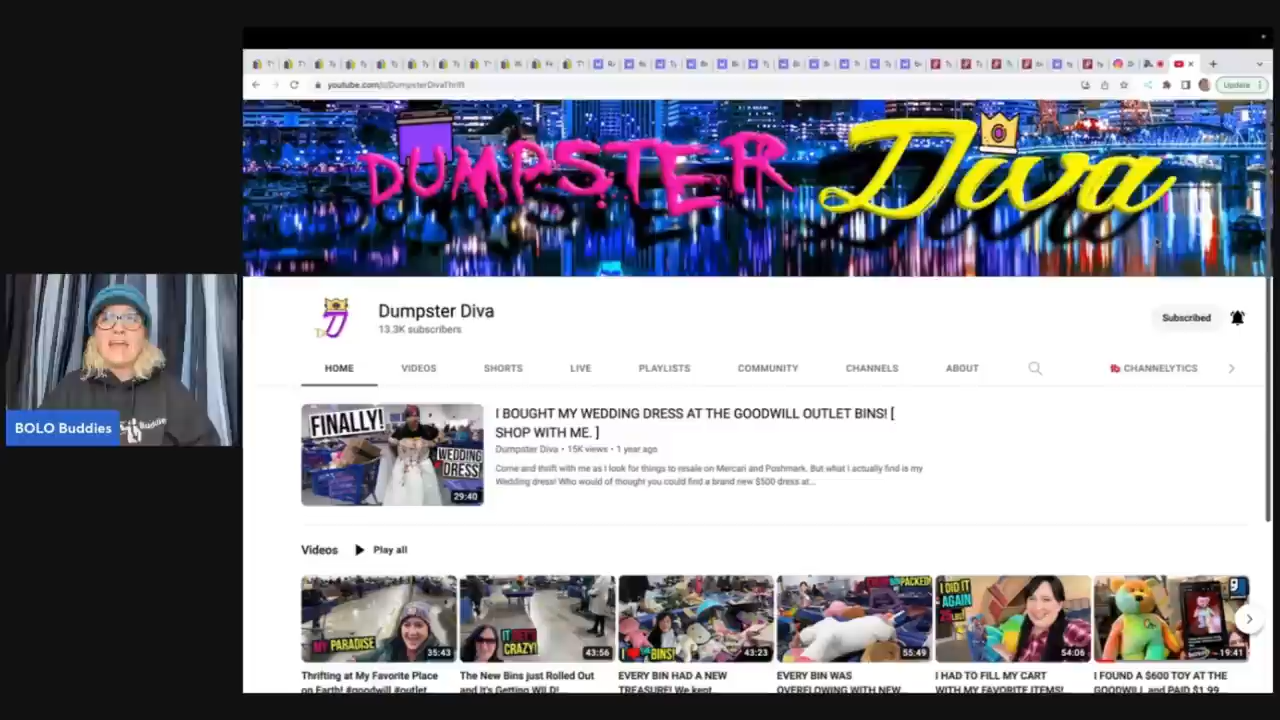 Update
youtube.com/c/DumpsterDivaThrift
DUMPSTER Diva
Dumpster Diva
13.3K subscribers
Subscribed
HOME
VIDEOS
SHORTS
LIVE
PLAYLISTS
COMMUNITY
CHANNELS
ABOUT
CHANNELYTICS
FINALLY!
WEDDING
DRESS
29:40
I BOUGHT MY WEDDING DRESS AT THE GOODWILL OUTLET BINS! [
SHOP WITH ME. ]
Dumpster Diva • 15K views • 1 year ago
Come and thrift with me as I look for things to resale on Mercari and Poshmark. But what I actually find is my
Wedding dress! Who would of thought you could find a brand new $500 dress at...
BOLO Buddies
Buddie
Videos
Play all
MY PARADISE
35:43
IT GETS
CRAZY!
43:56
I
BINS!
43:23
PACKED!
55:49
I DID IT
AGAIN
54:06
19:41
Thrifting at My Favorite Place
on Earth! #goodwill #outlet
The New Bins just Rolled Out
and it's Getting WILD!
EVERY BIN HAD A NEW
TREASURE! We kept
EVERY BIN WAS
OVERFLOWING WITH NEW
I HAD TO FILL MY CART
WITH MY FAVORITE ITEMS!
I FOUND A $600 TOY AT THE
GOODWILL and PAID $1.99